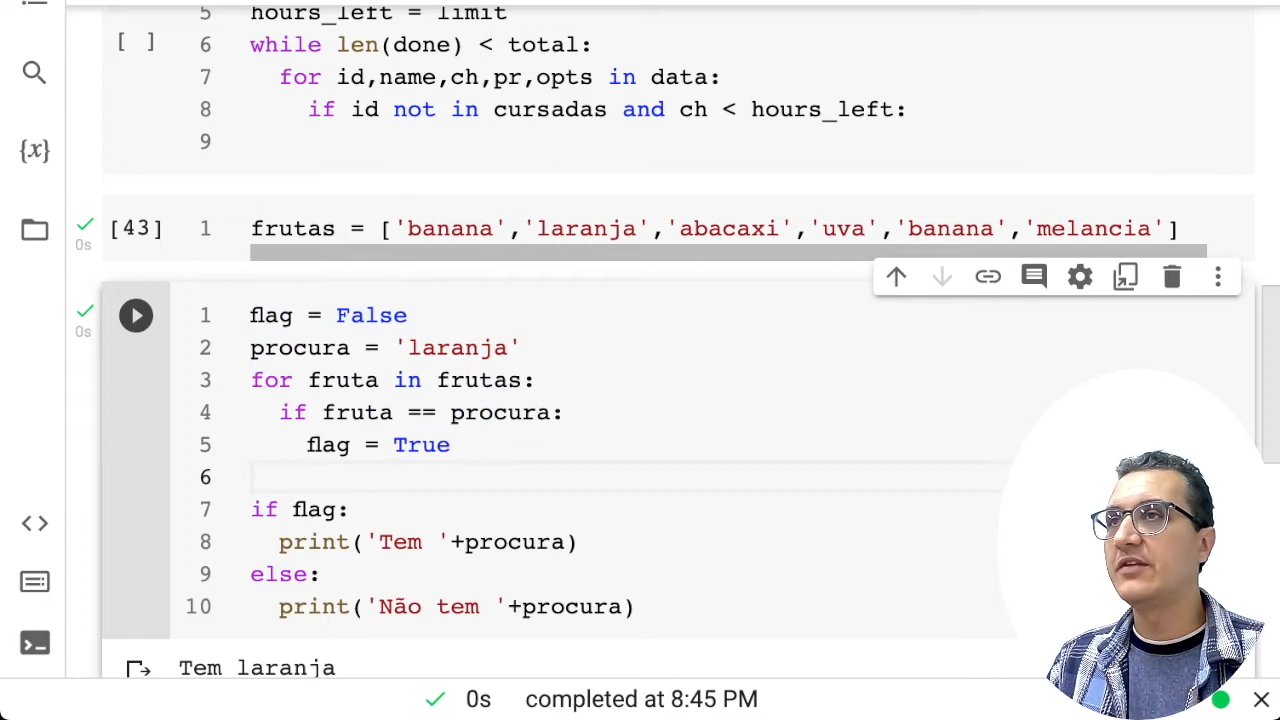 5 hours_left = limit
[ ] 6 while len(done) < total:
7 for id,name,ch,pr,opts in data:
8 if id not in cursadas and ch < hours_left:
9
{x}
0s [43] 1 frutas = ['banana','laranja','abacaxi','uva','banana','melancia']
0s
1 flag = False
2 procura = 'laranja'
3 for fruta in frutas:
4 if fruta == procura:
5 flag = True
6
7 if flag:
8 print('Tem '+procura)
9 else:
10 print('Não tem '+procura)
Tem laranja
0s completed at 8:45 PM